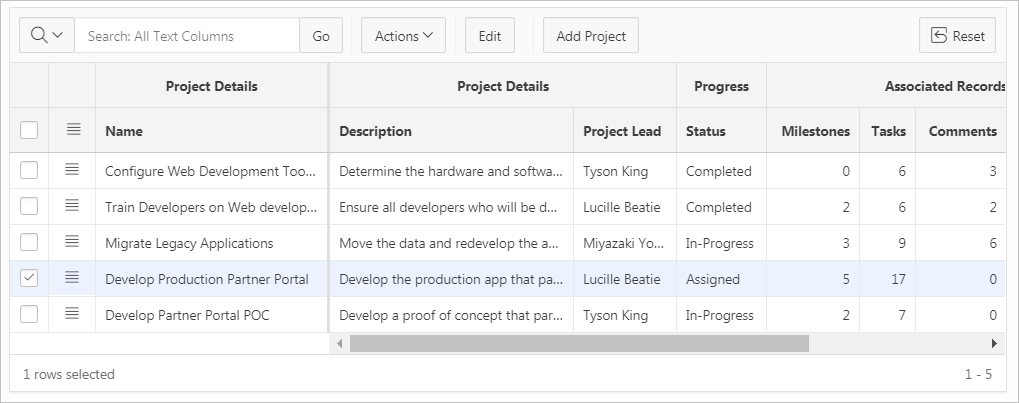 Search: All Text Columns Go Actions Edit Add Project Reset
Project Details Project Details Progress Associated Records
Name Description Project Lead Status Milestones Tasks Comments
Configure Web Development Too... Determine the hardware and softwa... Tyson King Completed 0 6 3
Train Developers on Web develop... Ensure all developers who will be d... Lucille Beatie Completed 2 6 2
Migrate Legacy Applications Move the data and redevelop the a... Miyazaki Yo... In-Progress 3 9 6
Develop Production Partner Portal Develop the production app that pa... Lucille Beatie Assigned 5 17 0
Develop Partner Portal POC Develop a proof of concept that par... Tyson King In-Progress 2 7 0
1 rows selected 1 - 5